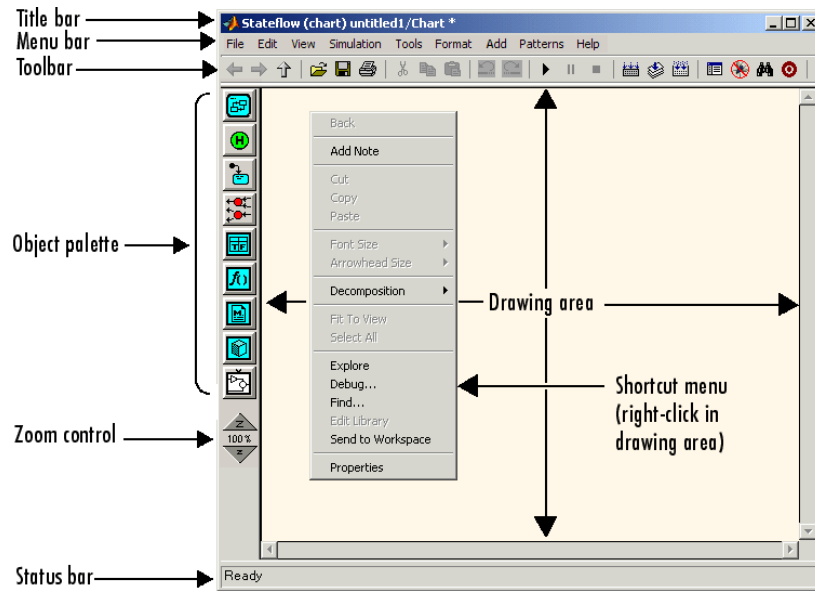 Title bar
Stateflow (chart) untitled1/Chart *
Menu bar
File Edit View Simulation Tools Format Add Patterns Help
Toolbar
H
Back
Add Note
Cut
Copy
Paste
Object palette
TF
Font Size
Arrowhead Size
f()
Decomposition
Drawing area
M
Fit To View
Select All
Explore
Debug...
Find...
Edit Library
Send to Workspace
Properties
Shortcut menu
(right-click in
drawing area)
Zoom control
Z
100 %
z
Status bar
Ready